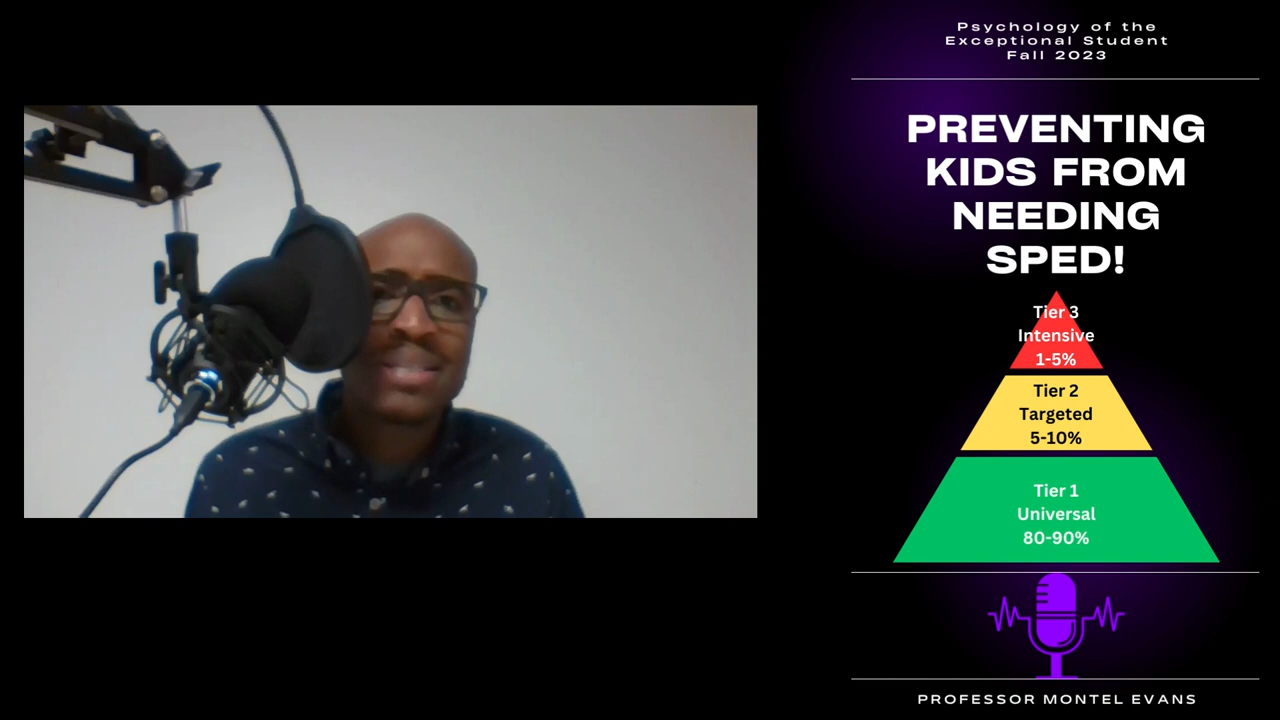 Psychology of the
Exceptional Student
Fall 2023
PREVENTING
KIDS FROM
NEEDING
SPED!
Tier 3
Intensive
1-5%
Tier 2
Targeted
5-10%
Tier 1
Universal
80-90%
PROFESSOR MONTEL EVANS